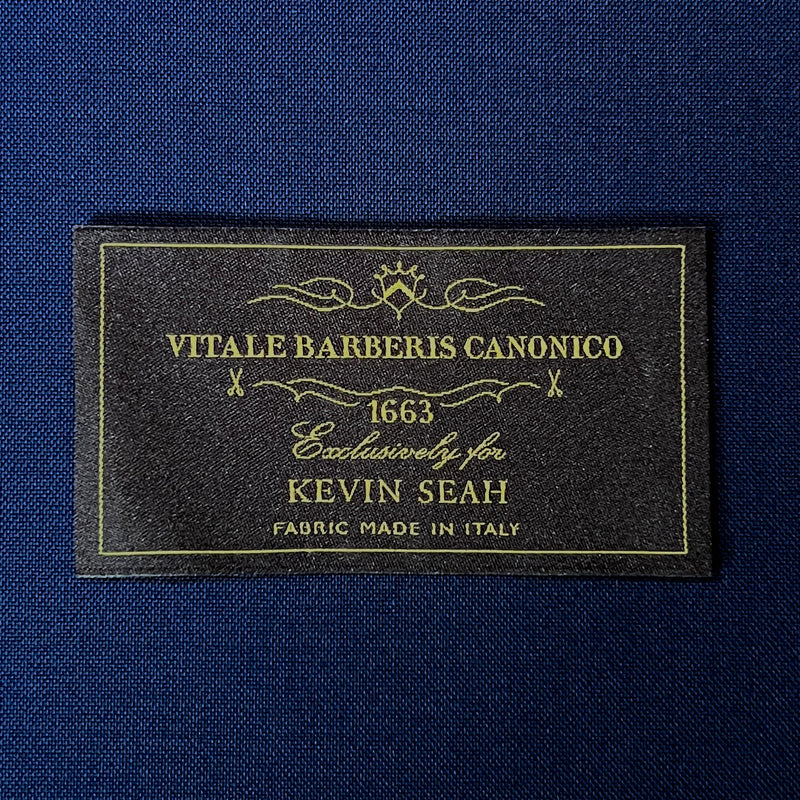 VITALE BARBERIS CANONICO
1663
Exclusively for
KEVIN SEAH
FABRIC MADE IN ITALY